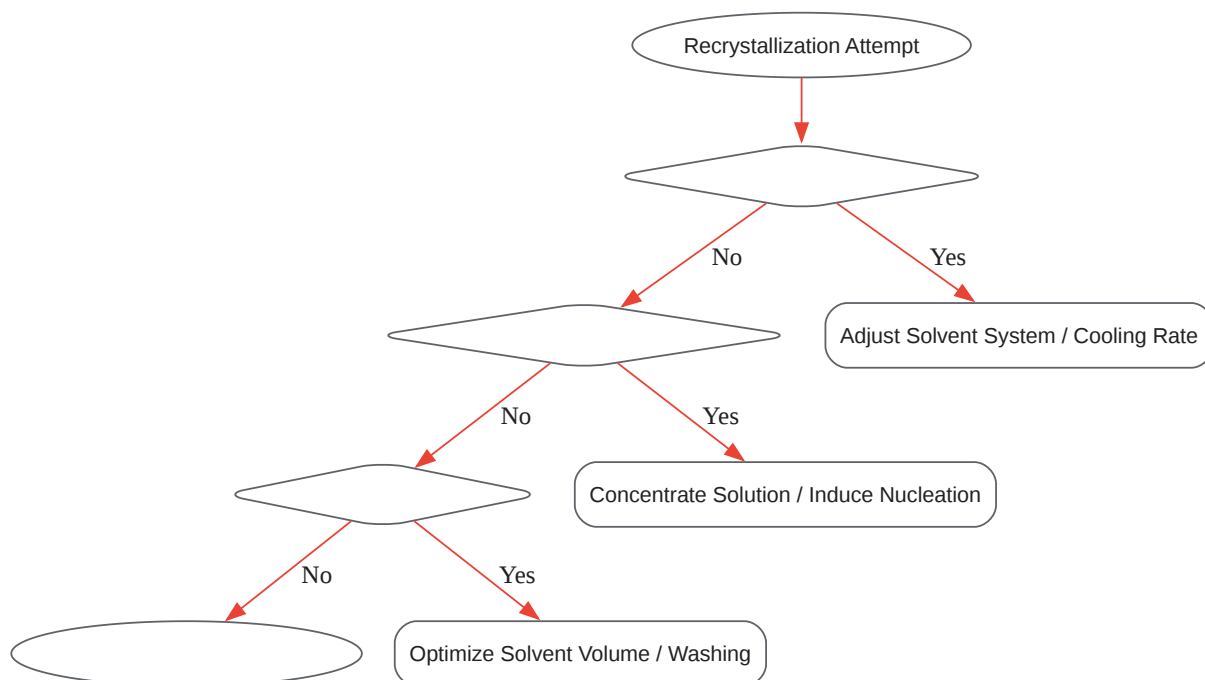 Recrystallization Attempt
No
Yes
Adjust Solvent System / Cooling Rate
No
Yes
Concentrate Solution / Induce Nucleation
No
Yes
Optimize Solvent Volume / Washing